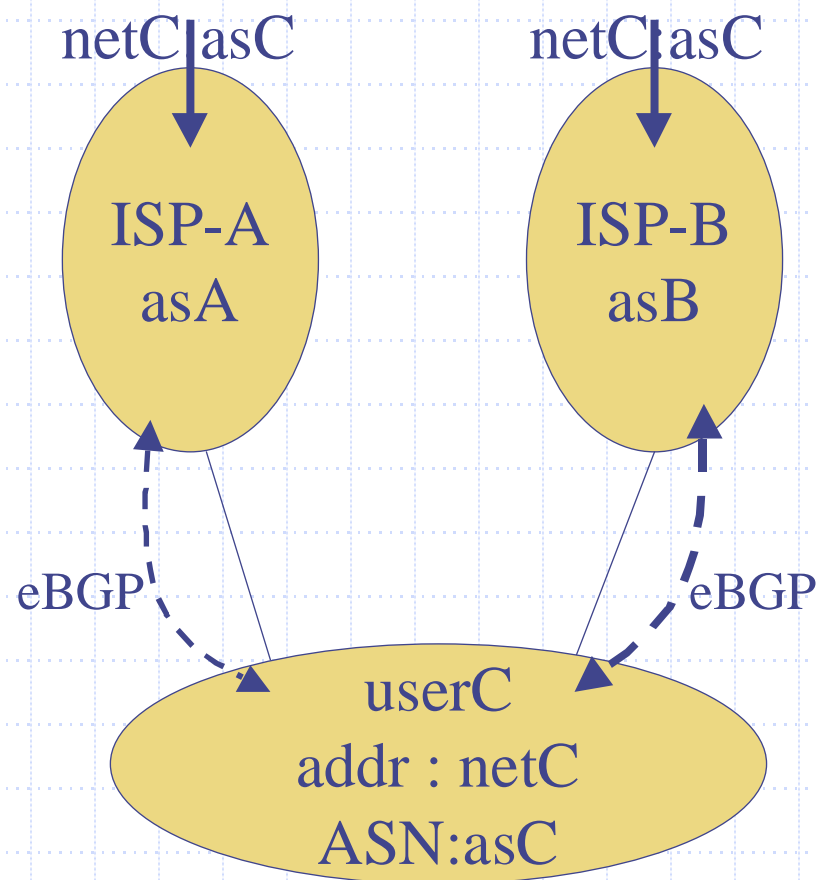 netC:asC
netC:asC
ISP-A
asA
ISP-B
asB
eBGP
eBGP
userC
addr : netC
ASN:asC